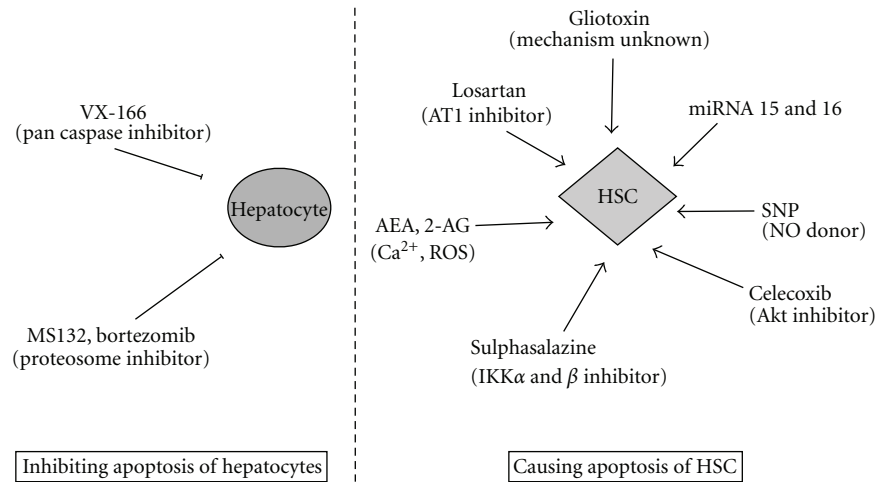 VX-166
(pan caspase inhibitor)
Hepatocyte
MS132, bortezomib
(proteosome inhibitor)
Inhibiting apoptosis of hepatocytes
Gliotoxin
(mechanism unknown)
Losartan
(AT1 inhibitor)
miRNA 15 and 16
HSC
AEA, 2-AG
(Ca²⁺, ROS)
SNP
(NO donor)
Celecoxib
(Akt inhibitor)
Sulphasalazine
(IKKα and β inhibitor)
Causing apoptosis of HSC